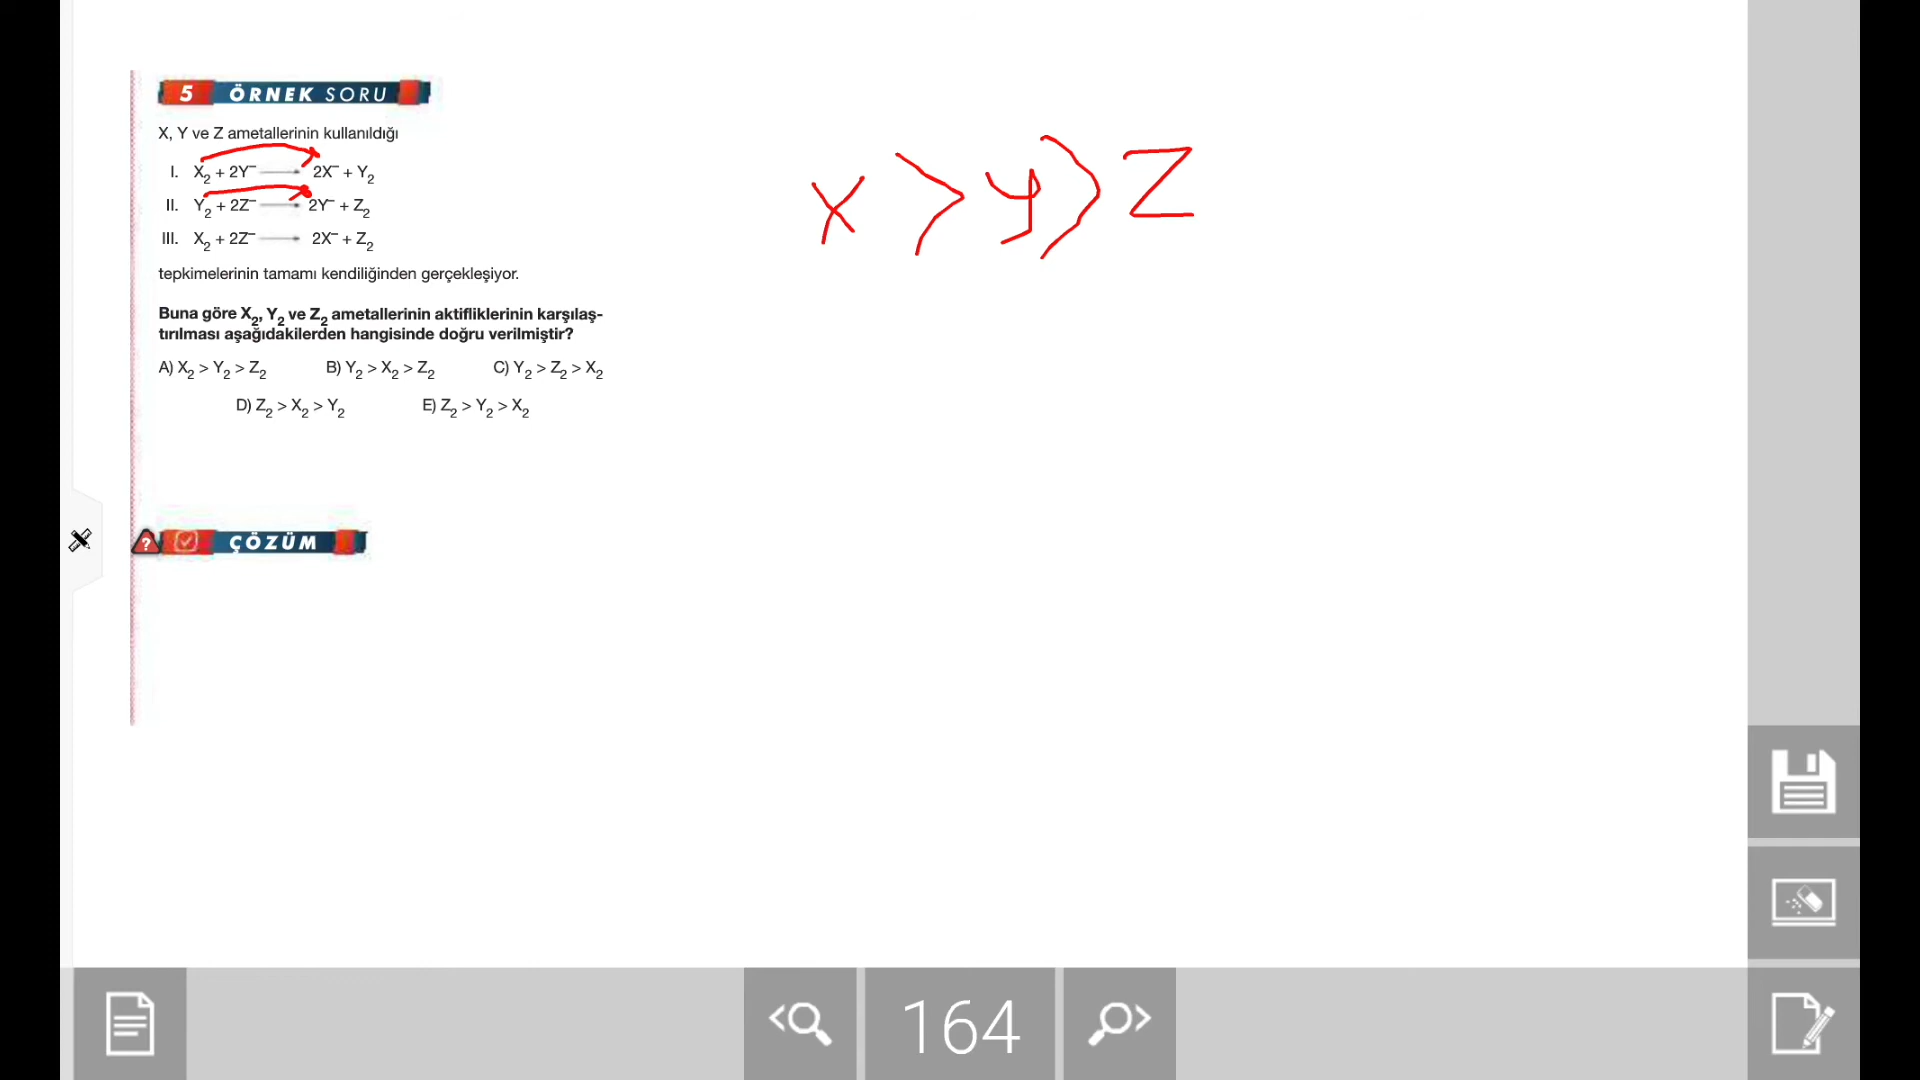 5 ÖRNEK SORU
X, Y ve Z ametallerinin kullanıldığı
I. X₂ + 2Y⁻ ⟶ 2X⁻ + Y₂
II. Y₂ + 2Z⁻ ⟶ 2Y⁻ + Z₂
III. X₂ + 2Z⁻ ⟶ 2X⁻ + Z₂
tepkimelerinin tamamı kendiliğinden gerçekleşiyor.
Buna göre X₂, Y₂ ve Z₂ ametallerinin aktifliklerinin karşılaş-
tırılması aşağıdakilerden hangisinde doğru verilmiştir?
A) X₂ > Y₂ > Z₂ B) Y₂ > X₂ > Z₂ C) Y₂ > Z₂ > X₂
D) Z₂ > X₂ > Y₂ E) Z₂ > Y₂ > X₂
? ÇÖZÜM
X > Y > Z
164